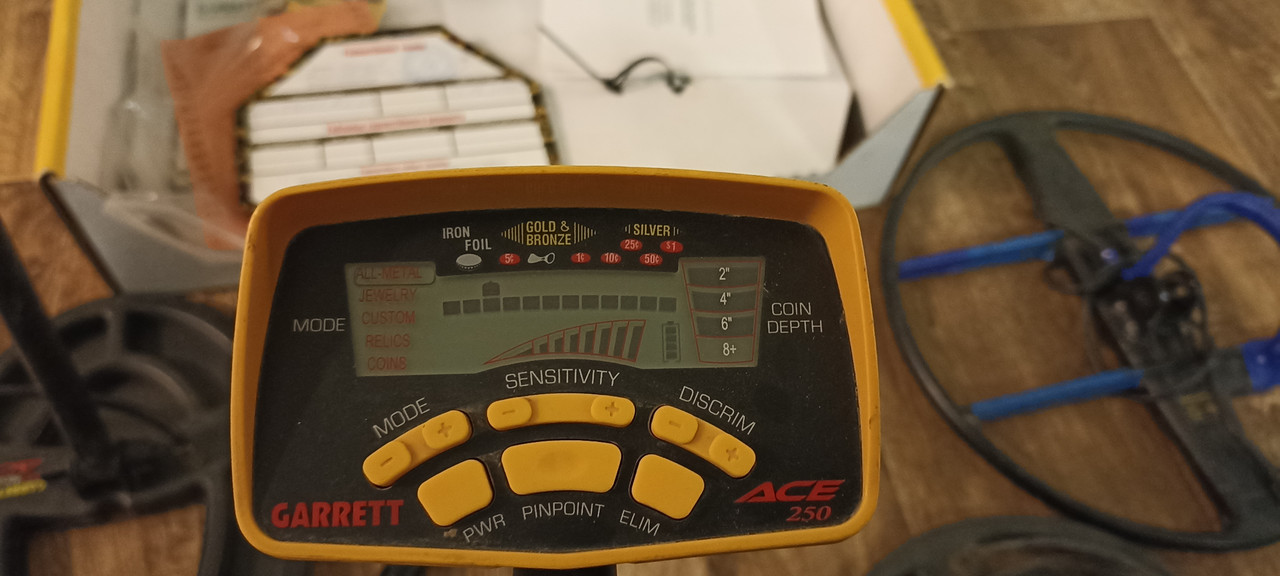 IRON
FOIL
GOLD &
BRONZE
SILVER
5¢
1¢
10¢
25¢
50¢
$1
MODE
ALL-METAL
JEWELRY
CUSTOM
RELICS
COINS
2"
4"
6"
8+
COIN
DEPTH
SENSITIVITY
- +
MODE
- +
DISCRIM
- +
GARRETT
PWR
PINPOINT
ELIM
ACE
250